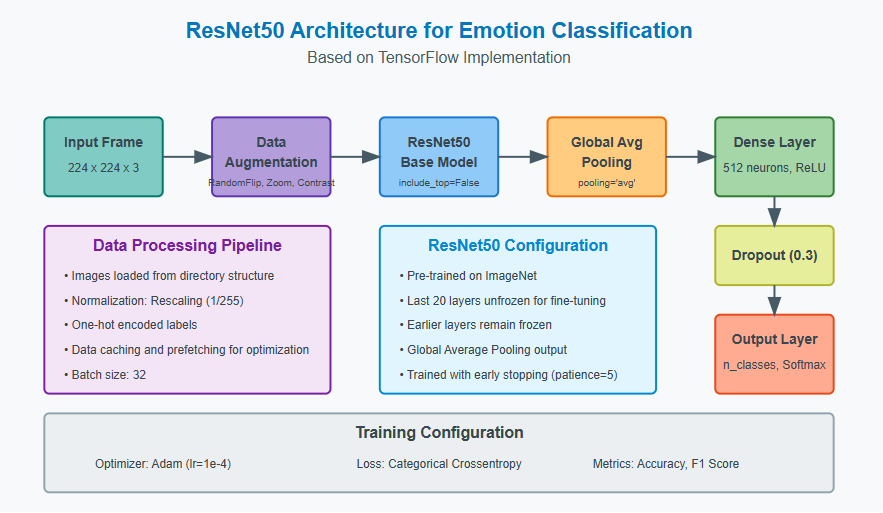 ResNet50 Architecture for Emotion Classification
Based on TensorFlow Implementation
Input Frame
224 x 224 x 3
Data
Augmentation
RandomFlip, Zoom, Contrast
ResNet50
Base Model
include_top=False
Global Avg
Pooling
pooling='avg'
Dense Layer
512 neurons, ReLU
Dropout (0.3)
Output Layer
n_classes, Softmax
Data Processing Pipeline
• Images loaded from directory structure
• Normalization: Rescaling (1/255)
• One-hot encoded labels
• Data caching and prefetching for optimization
• Batch size: 32
ResNet50 Configuration
• Pre-trained on ImageNet
• Last 20 layers unfrozen for fine-tuning
• Earlier layers remain frozen
• Global Average Pooling output
• Trained with early stopping (patience=5)
Training Configuration
Optimizer: Adam (lr=1e-4)
Loss: Categorical Crossentropy
Metrics: Accuracy, F1 Score